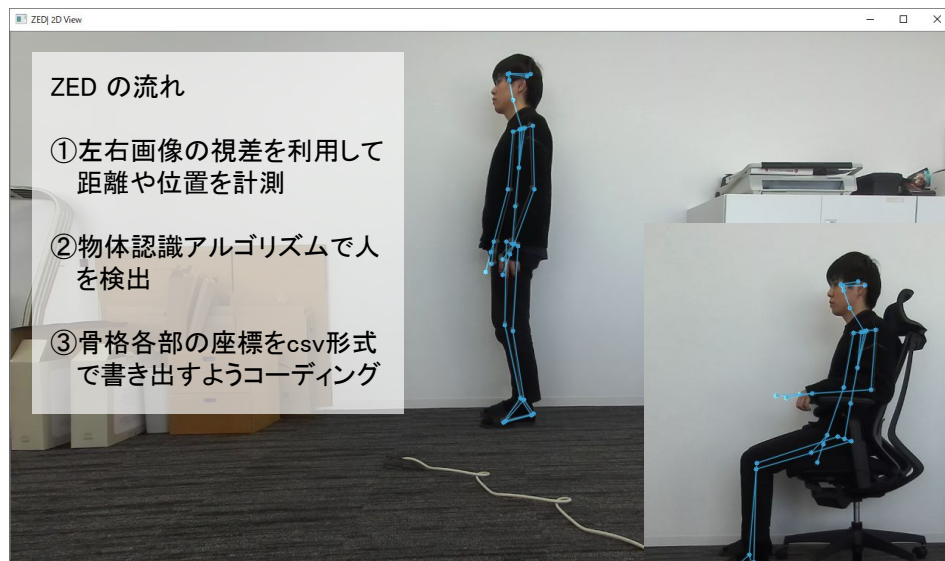 ZED| 2D View
ZED の流れ
①左右画像の視差を利用して
距離や位置を計測
②物体認識アルゴリズムで人
を検出
③骨格各部の座標をcsv形式
で書き出すようコーディング